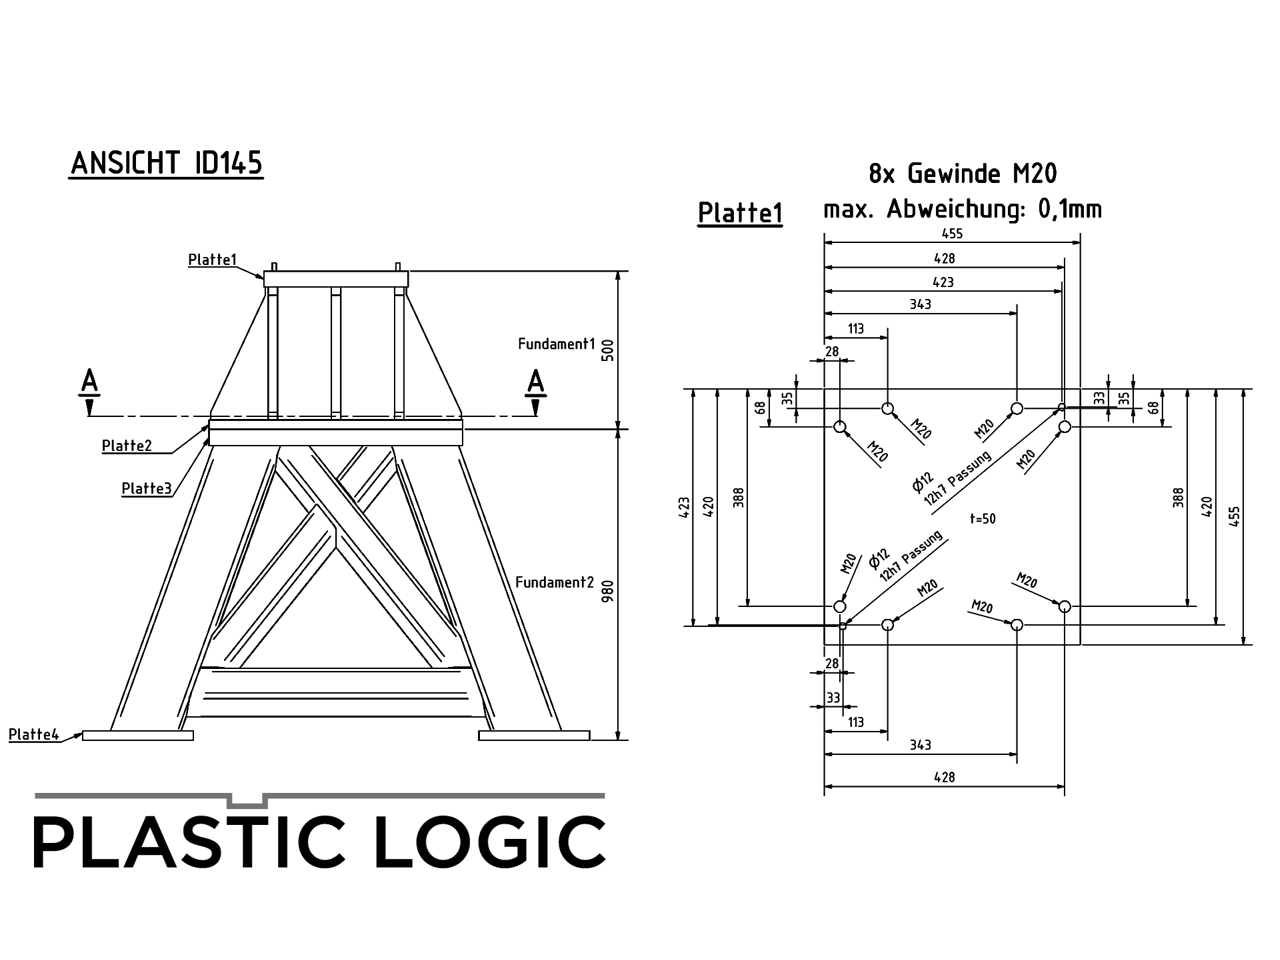 ANSICHT ID145
Platte1
Fundament1
500
A
A
Platte2
Platte3
Fundament2
980
Platte4
PLASTIC LOGIC
8x Gewinde M20
Platte1
max. Abweichung: 0,1mm
455
428
423
343
113
28
35
68
33
35
68
M20
M20
M20
M20
Ø12
12h7 Passung
t=50
423
420
388
388
420
455
Ø12
12h7 Passung
M20
M20
M20
M20
28
33
113
343
428